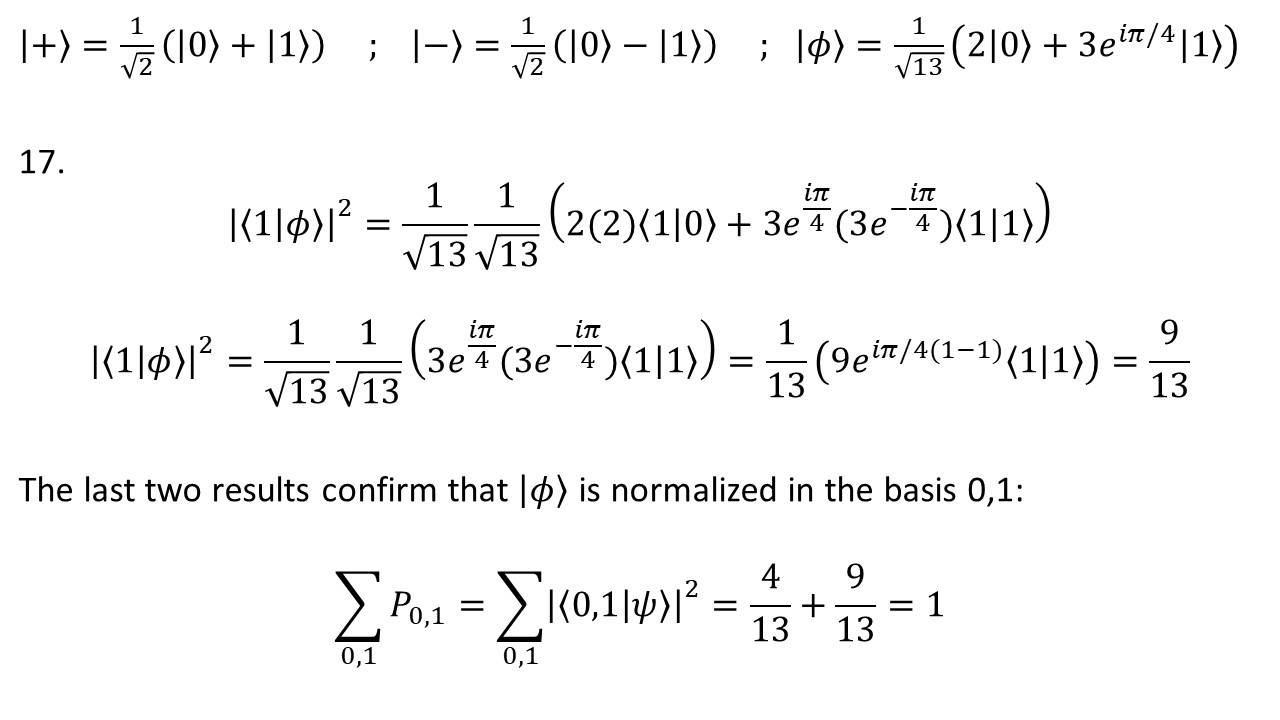 |+⟩ = 1/√2 (|0⟩ + |1⟩) ; |−⟩ = 1/√2 (|0⟩ − |1⟩) ; |ϕ⟩ = 1/√13 (2|0⟩ + 3e^{iπ/4}|1⟩)
17.
|⟨1|ϕ⟩|² = 1/√13 1/√13 (2(2)⟨1|0⟩ + 3e^{iπ/4}(3e^{−iπ/4})⟨1|1⟩)
|⟨1|ϕ⟩|² = 1/√13 1/√13 (3e^{iπ/4}(3e^{−iπ/4})⟨1|1⟩) = 1/13 (9e^{iπ/4(1−1)}⟨1|1⟩) = 9/13
The last two results confirm that |ϕ⟩ is normalized in the basis 0,1:
∑_{0,1} P_{0,1} = ∑_{0,1} |⟨0,1|ψ⟩|² = 4/13 + 9/13 = 1